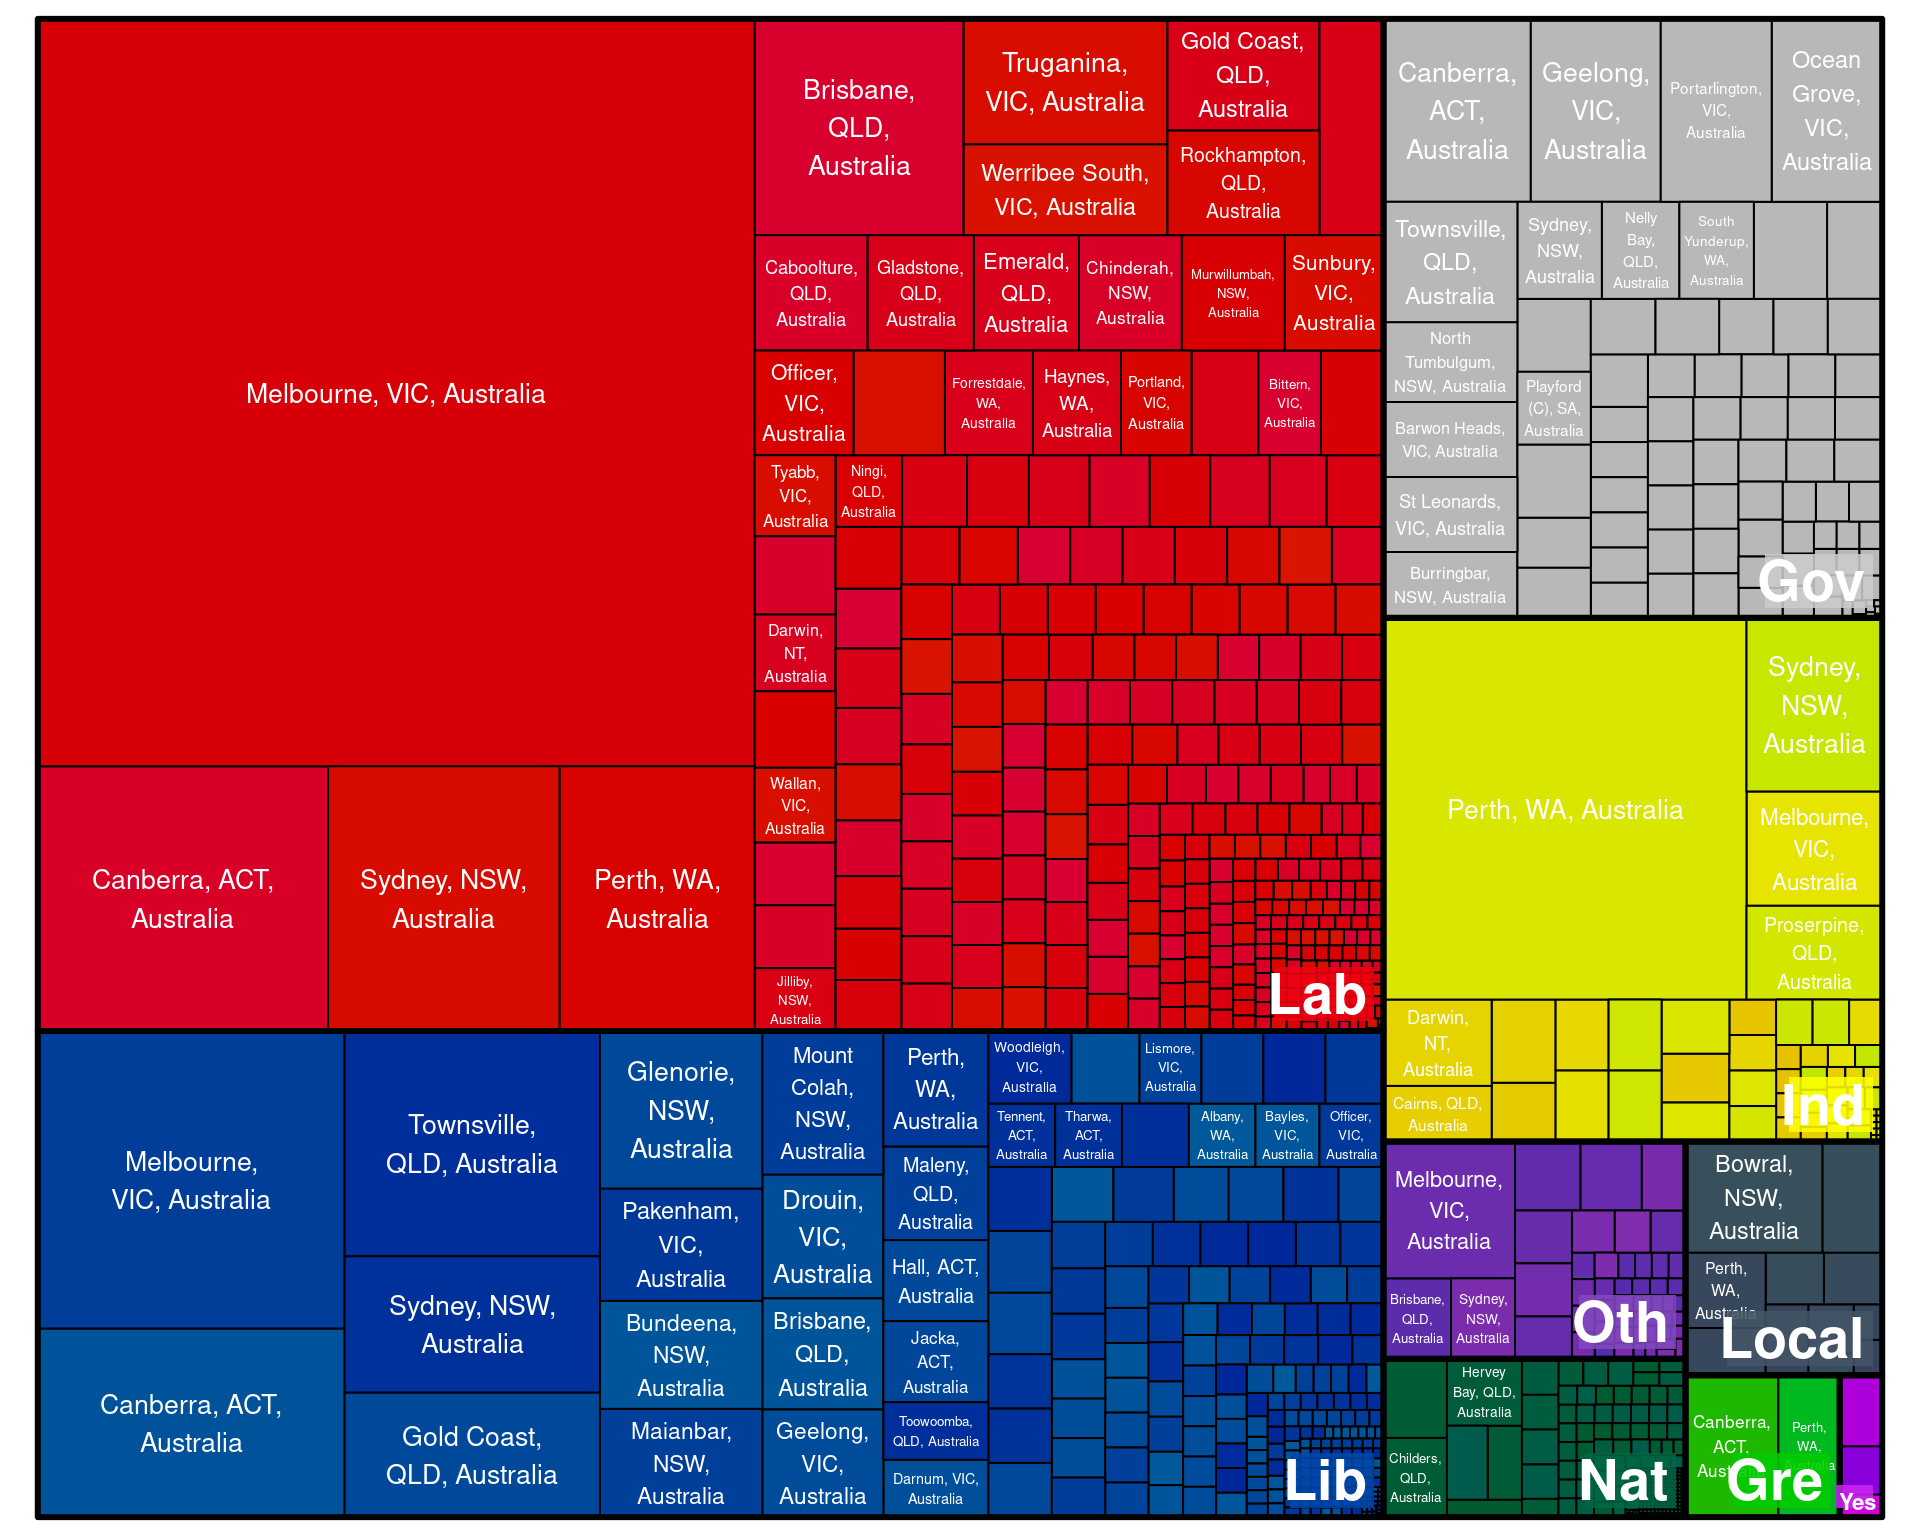 Melbourne, VIC, Australia
Canberra, ACT,
Australia
Sydney, NSW,
Australia
Perth, WA,
Australia
Brisbane,
QLD,
Australia
Truganina,
VIC, Australia
Werribee South,
VIC, Australia
Gold Coast,
QLD,
Australia
Rockhampton,
QLD,
Australia
Caboolture,
QLD,
Australia
Gladstone,
QLD,
Australia
Emerald,
QLD,
Australia
Chinderah,
NSW,
Australia
Murwillumbah,
NSW,
Australia
Sunbury,
VIC,
Australia
Officer,
VIC,
Australia
Forrestdale,
WA,
Australia
Haynes,
WA,
Australia
Portland,
VIC,
Australia
Bittern,
VIC,
Australia
Tyabb,
VIC,
Australia
Ningi,
QLD,
Australia
Darwin,
NT,
Australia
Wallan,
VIC,
Australia
Jilliby,
NSW,
Australia
Lab
Melbourne,
VIC, Australia
Canberra, ACT,
Australia
Townsville,
QLD, Australia
Sydney, NSW,
Australia
Gold Coast,
QLD, Australia
Glenorie,
NSW,
Australia
Pakenham,
VIC,
Australia
Bundeena,
NSW,
Australia
Maianbar,
NSW,
Australia
Mount
Colah,
NSW,
Australia
Drouin,
VIC,
Australia
Brisbane,
QLD,
Australia
Geelong,
VIC,
Australia
Perth,
WA,
Australia
Maleny,
QLD,
Australia
Hall, ACT,
Australia
Jacka,
ACT,
Australia
Toowoomba,
QLD, Australia
Darnum, VIC,
Australia
Woodleigh,
VIC,
Australia
Lismore,
VIC,
Australia
Tennent,
ACT,
Australia
Tharwa,
ACT,
Australia
Albany,
WA,
Australia
Bayles,
VIC,
Australia
Officer,
VIC,
Australia
Lib
Canberra,
ACT,
Australia
Geelong,
VIC,
Australia
Portarlington,
VIC,
Australia
Ocean
Grove,
VIC,
Australia
Townsville,
QLD,
Australia
Sydney,
NSW,
Australia
Nelly
Bay,
QLD,
Australia
South
Yunderup,
WA,
Australia
North
Tumbulgum,
NSW, Australia
Playford
(C), SA,
Australia
Barwon Heads,
VIC, Australia
St Leonards,
VIC, Australia
Burringbar,
NSW, Australia
Gov
Perth, WA, Australia
Sydney,
NSW,
Australia
Melbourne,
VIC,
Australia
Proserpine,
QLD,
Australia
Darwin,
NT,
Australia
Cairns, QLD,
Australia
Ind
Melbourne,
VIC,
Australia
Brisbane,
QLD,
Australia
Sydney,
NSW,
Australia
Oth
Bowral,
NSW,
Australia
Perth,
WA,
Australia
Local
Hervey
Bay, QLD,
Australia
Childers,
QLD,
Australia
Nat
Canberra,
ACT,
Australia
Perth,
WA,
Australia
Gre
Yes